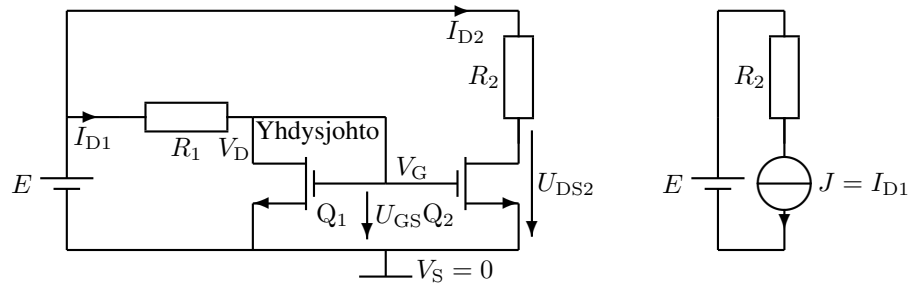 I_D2
R_2
R_2
I_D1
R_1
V_D
Yhdysjohto
V_G
E
Q_1
U_GS
Q_2
U_DS2
E
J = I_D1
V_S = 0